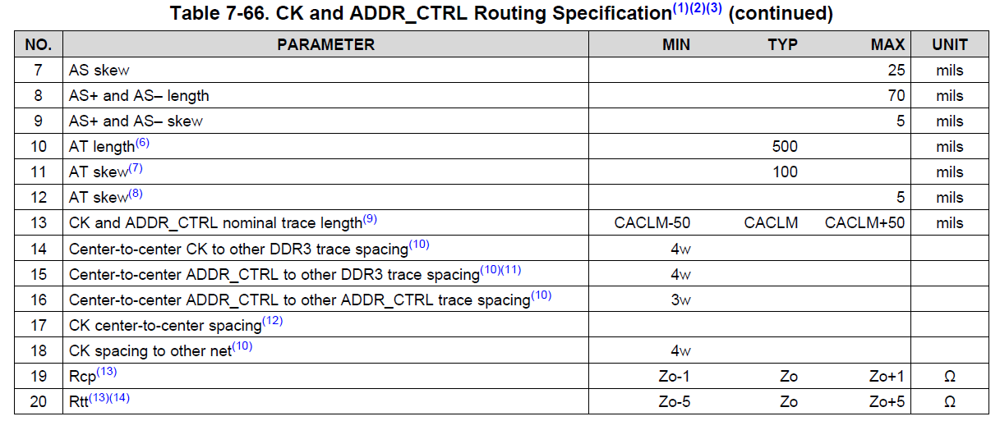 Table 7-66. CK and ADDR_CTRL Routing Specification(1)(2)(3) (continued)
NO. PARAMETER MIN TYP MAX UNIT
7 AS skew 25 mils
8 AS+ and AS– length 70 mils
9 AS+ and AS– skew 5 mils
10 AT length(6) 500 mils
11 AT skew(7) 100 mils
12 AT skew(8) 5 mils
13 CK and ADDR_CTRL nominal trace length(9) CACLM-50 CACLM CACLM+50 mils
14 Center-to-center CK to other DDR3 trace spacing(10) 4w
15 Center-to-center ADDR_CTRL to other DDR3 trace spacing(10)(11) 4w
16 Center-to-center ADDR_CTRL to other ADDR_CTRL trace spacing(10) 3w
17 CK center-to-center spacing(12)
18 CK spacing to other net(10) 4w
19 Rcp(13) Zo-1 Zo Zo+1 Ω
20 Rtt(13)(14) Zo-5 Zo Zo+5 Ω